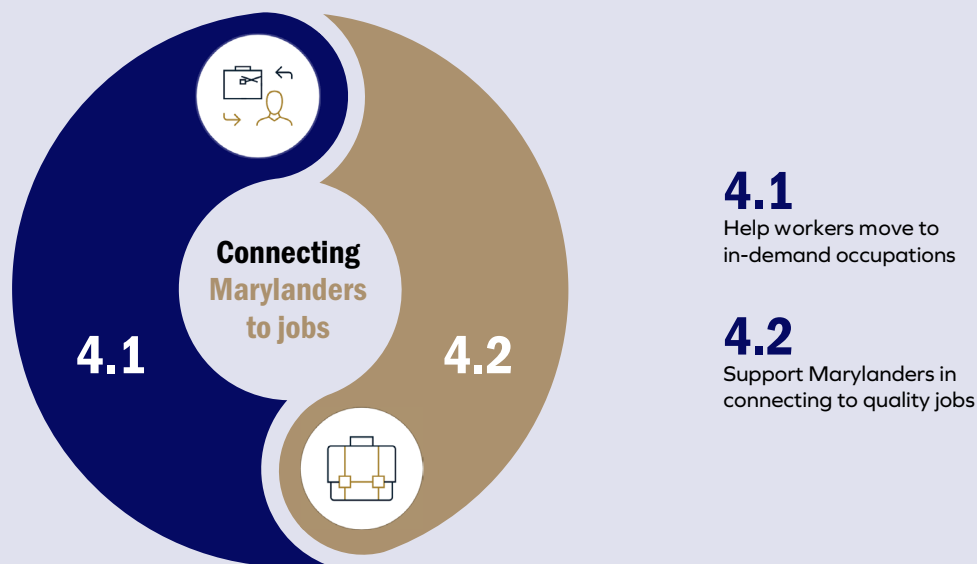 Connecting
Marylanders
to jobs
4.1
4.2
4.1
Help workers move to
in-demand occupations
4.2
Support Marylanders in
connecting to quality jobs